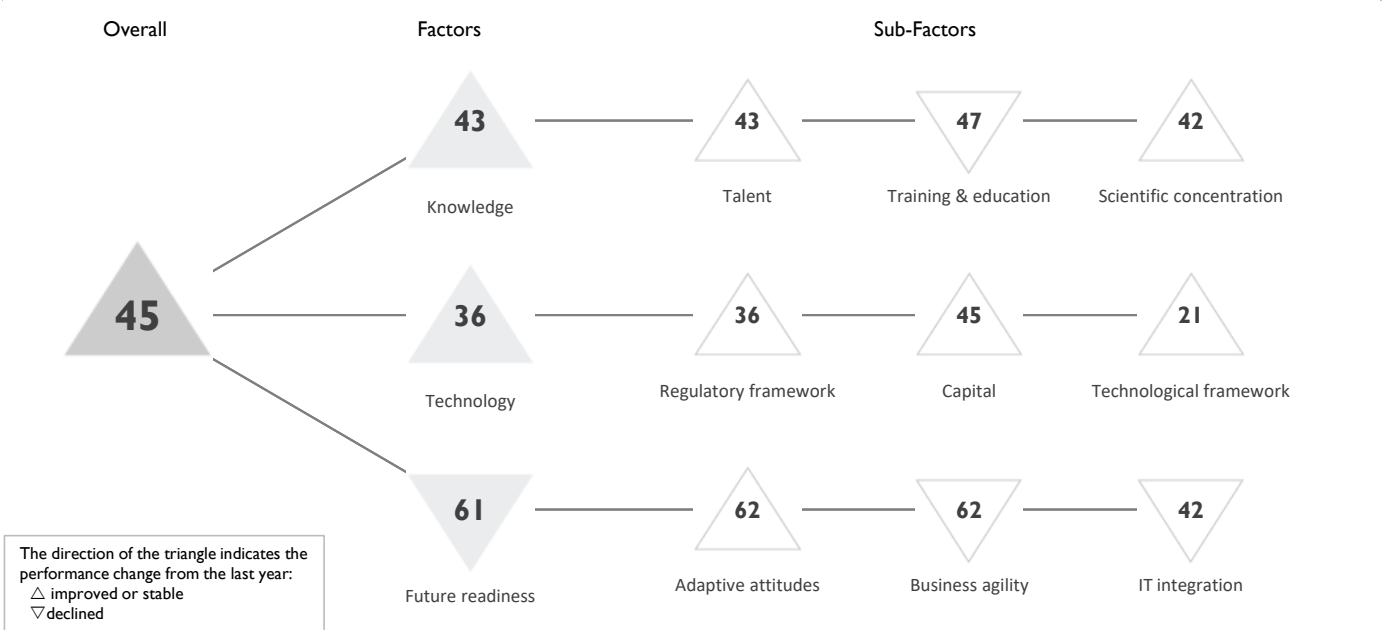 Overall Factors Sub-Factors
43 43 47 42
Knowledge Talent Training & education Scientific concentration
45 36 36 45 21
Technology Regulatory framework Capital Technological framework
61 62 62 42
Future readiness Adaptive attitudes Business agility IT integration
The direction of the triangle indicates the
performance change from the last year:
△ improved or stable
▽ declined